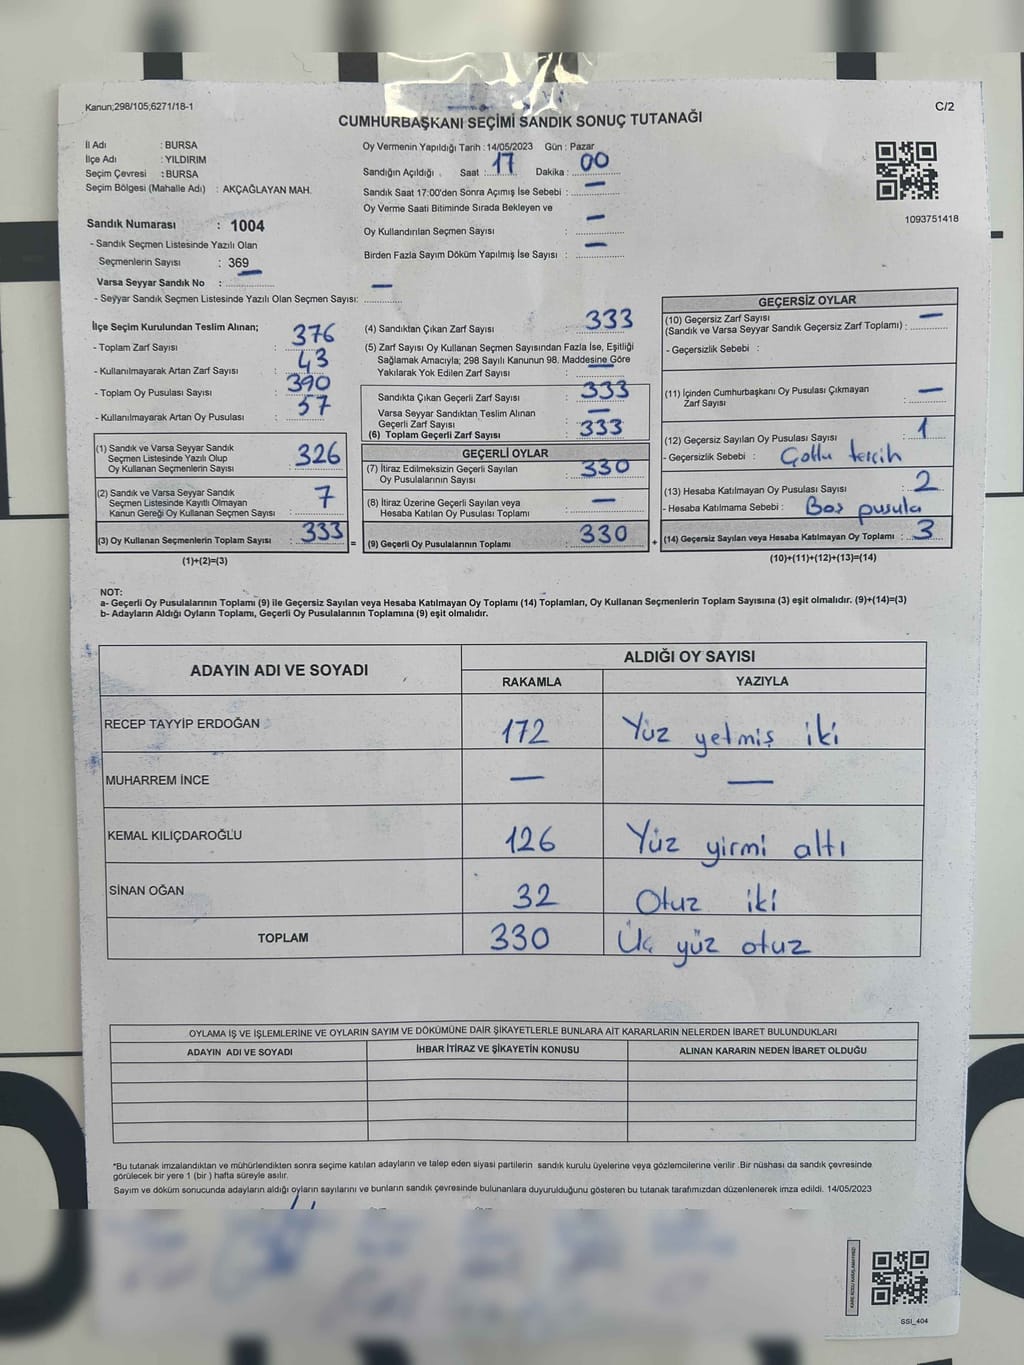 Kanun;298/105;6271/18-1
C/2
CUMHURBAŞKANI SEÇİMİ SANDIK SONUÇ TUTANAĞI
İl Adı : BURSA
İlçe Adı : YILDIRIM
Seçim Çevresi : BURSA
Seçim Bölgesi (Mahalle Adı) : AKÇAĞLAYAN MAH.
Sandık Numarası : 1004
- Sandık Seçmen Listesinde Yazılı Olan
Seçmenlerin Sayısı : 369
Varsa Seyyar Sandık No : —
- Seyyar Sandık Seçmen Listesinde Yazılı Olan Seçmen Sayısı: —
Oy Vermenin Yapıldığı Tarih : 14/05/2023 Gün : Pazar
Sandığın Açıldığı Saat : 17 Dakika : 00
Sandık Saat 17:00'den Sonra Açımış İse Sebebi : —
Oy Verme Saati Bitiminde Sırada Bekleyen ve
Oy Kullandırılan Seçmen Sayısı : —
Birden Fazla Sayım Döküm Yapılmış İse Sayısı : —
1093751418
İlçe Seçim Kurulundan Teslim Alınan;
- Toplam Zarf Sayısı : 376
- Kullanılmayarak Artan Zarf Sayısı : 43
- Toplam Oy Pusulası Sayısı : 390
- Kullanılmayarak Artan Oy Pusulası : 57
(1) Sandık ve Varsa Seyyar Sandık
Seçmen Listesinde Yazılı Olup
Oy Kullanan Seçmenlerin Sayısı : 326
(2) Sandık ve Varsa Seyyar Sandık
Seçmen Listesinde Kayıtlı Olmayan
Kanun Gereği Oy Kullanan Seçmen Sayısı : 7
(3) Oy Kullanan Seçmenlerin Toplam Sayısı : 333 =
(1)+(2)=(3)
(4) Sandıktan Çıkan Zarf Sayısı : 333
(5) Zarf Sayısı Oy Kullanan Seçmen Sayısından Fazla İse, Eşitliği
Sağlamak Amacıyla; 298 Sayılı Kanunun 98. Maddesine Göre
Yakılarak Yok Edilen Zarf Sayısı : —
Sandıkta Çıkan Geçerli Zarf Sayısı : 333
Varsa Seyyar Sandıktan Teslim Alınan
Geçerli Zarf Sayısı : —
(6) Toplam Geçerli Zarf Sayısı : 333
GEÇERLİ OYLAR
(7) İtiraz Edilmeksizin Geçerli Sayılan
Oy Pusulalarının Sayısı : 330
(8) İtiraz Üzerine Geçerli Sayılan veya
Hesaba Katılan Oy Pusulası Toplamı : —
(9) Geçerli Oy Pusulalarının Toplamı : 330 +
GEÇERSİZ OYLAR
(10) Geçersiz Zarf Sayısı
(Sandık ve Varsa Seyyar Sandık Geçersiz Zarf Toplamı) : —
- Geçersizlik Sebebi :
(11) İçinden Cumhurbaşkanı Oy Pusulası Çıkmayan
Zarf Sayısı : —
(12) Geçersiz Sayılan Oy Pusulası Sayısı : 1
- Geçersizlik Sebebi : Çoklu tercih
(13) Hesaba Katılmayan Oy Pusulası Sayısı : 2
- Hesaba Katılmama Sebebi : Boş pusula
(14) Geçersiz Sayılan veya Hesaba Katılmayan Oy Toplamı : 3
(10)+(11)+(12)+(13)=(14)
NOT:
a- Geçerli Oy Pusulalarının Toplamı (9) ile Geçersiz Sayılan veya Hesaba Katılmayan Oy Toplamı (14) Toplamları, Oy Kullanan Seçmenlerin Toplam Sayısına (3) eşit olmalıdır. (9)+(14)=(3)
b- Adayların Aldığı Oyların Toplamı, Geçerli Oy Pusulalarının Toplamına (9) eşit olmalıdır.
ADAYIN ADI VE SOYADI
ALDIĞI OY SAYISI
RAKAMLA YAZIYLA
RECEP TAYYİP ERDOĞAN 172 Yüz yetmiş iki
MUHARREM İNCE — —
KEMAL KILIÇDAROĞLU 126 Yüz yirmi altı
SİNAN OĞAN 32 Otuz iki
TOPLAM 330 Üç yüz otuz
OYLAMA İŞ VE İŞLEMLERİNE VE OYLARIN SAYIM VE DÖKÜMÜNE DAİR ŞİKAYETLERLE BUNLARA AİT KARARLARIN NELERDEN İBARET BULUNDUKLARI
ADAYIN ADI VE SOYADI İHBAR İTİRAZ VE ŞİKAYETİN KONUSU ALINAN KARARIN NEDEN İBARET OLDUĞU
*Bu tutanak imzalandıktan ve mühürlendikten sonra seçime katılan adayların ve talep eden siyasi partilerin sandık kurulu üyelerine veya gözlemcilerine verilir .Bir nüshası da sandık çevresinde
görülecek bir yere 1 (bir ) hafta süreyle asılır.
Sayım ve döküm sonucunda adayların aldığı oyların sayılarını ve bunların sandık çevresinde bulunanlara duyurulduğunu gösteren bu tutanak tarafımızdan düzenlenerek imza edildi. 14/05/2023
SSI_404